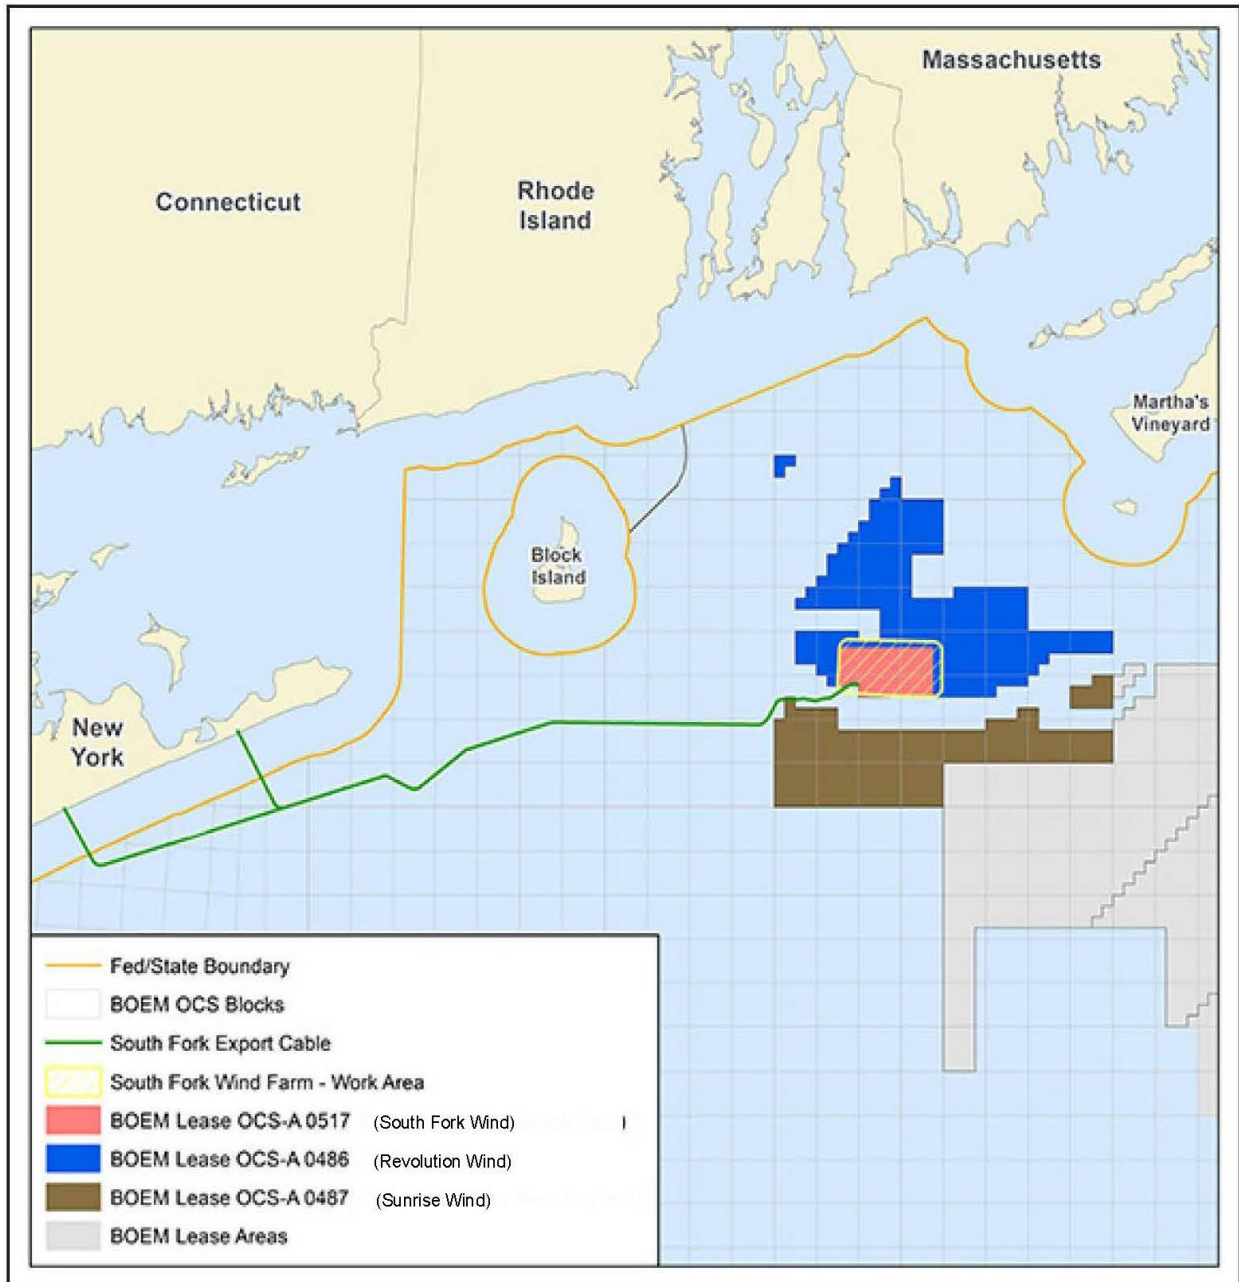 Massachusetts
Connecticut
Rhode
Island
Martha's
Vineyard
Block
Island
New
York
Fed/State Boundary
BOEM OCS Blocks
South Fork Export Cable
South Fork Wind Farm - Work Area
BOEM Lease OCS-A 0517 (South Fork Wind)
BOEM Lease OCS-A 0486 (Revolution Wind)
BOEM Lease OCS-A 0487 (Sunrise Wind)
BOEM Lease Areas